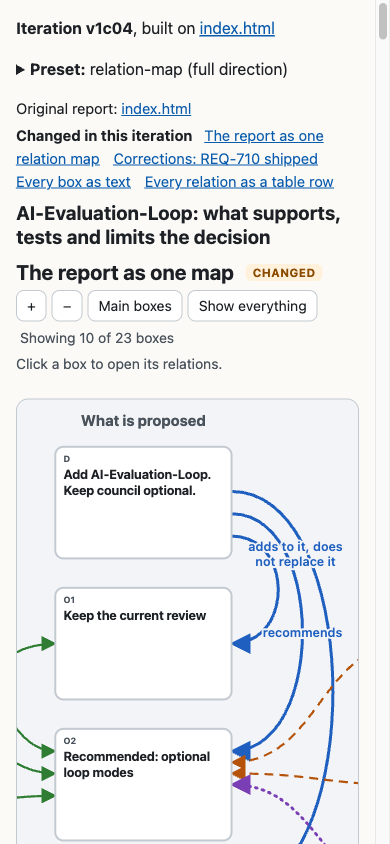 Iteration v1c04, built on index.html
▶ Preset: relation-map (full direction)
Original report: index.html
Changed in this iteration The report as one
relation map Corrections: REQ-710 shipped
Every box as text Every relation as a table row
AI-Evaluation-Loop: what supports,
tests and limits the decision
The report as one map CHANGED
+ − Main boxes Show everything
Showing 10 of 23 boxes
Click a box to open its relations.
What is proposed
D
Add AI-Evaluation-Loop.
Keep council optional.
adds to it, does
not replace it
O1
Keep the current review
recommends
O2
Recommended: optional
loop modes